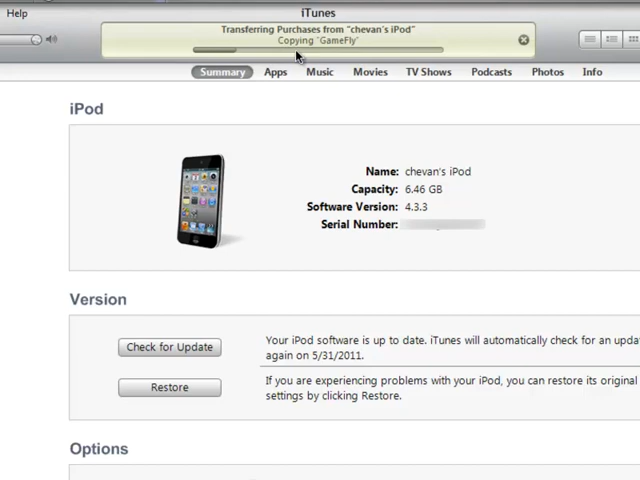 Help
iTunes
Transferring Purchases from "chevan's iPod"
Copying "GameFly"
Summary Apps Music Movies TV Shows Podcasts Photos Info
iPod
Name: chevan's iPod
Capacity: 6.46 GB
Software Version: 4.3.3
Serial Number:
Version
Check for Update
Your iPod software is up to date. iTunes will automatically check for an upda
again on 5/31/2011.
Restore
If you are experiencing problems with your iPod, you can restore its original
settings by clicking Restore.
Options